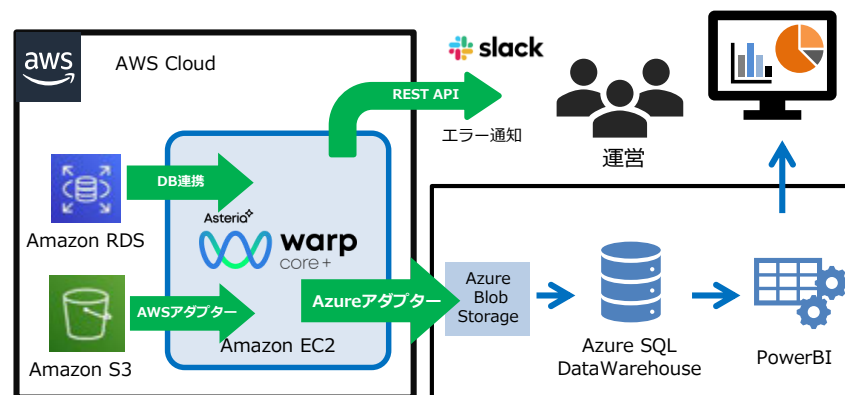 aws
AWS Cloud
slack
REST API
エラー通知
運営
DB連携
Amazon RDS
Asteria
warp
core+
AWSアダプター
Azureアダプター
Amazon EC2
Amazon S3
Azure
Blob
Storage
Azure SQL
DataWarehouse
PowerBI